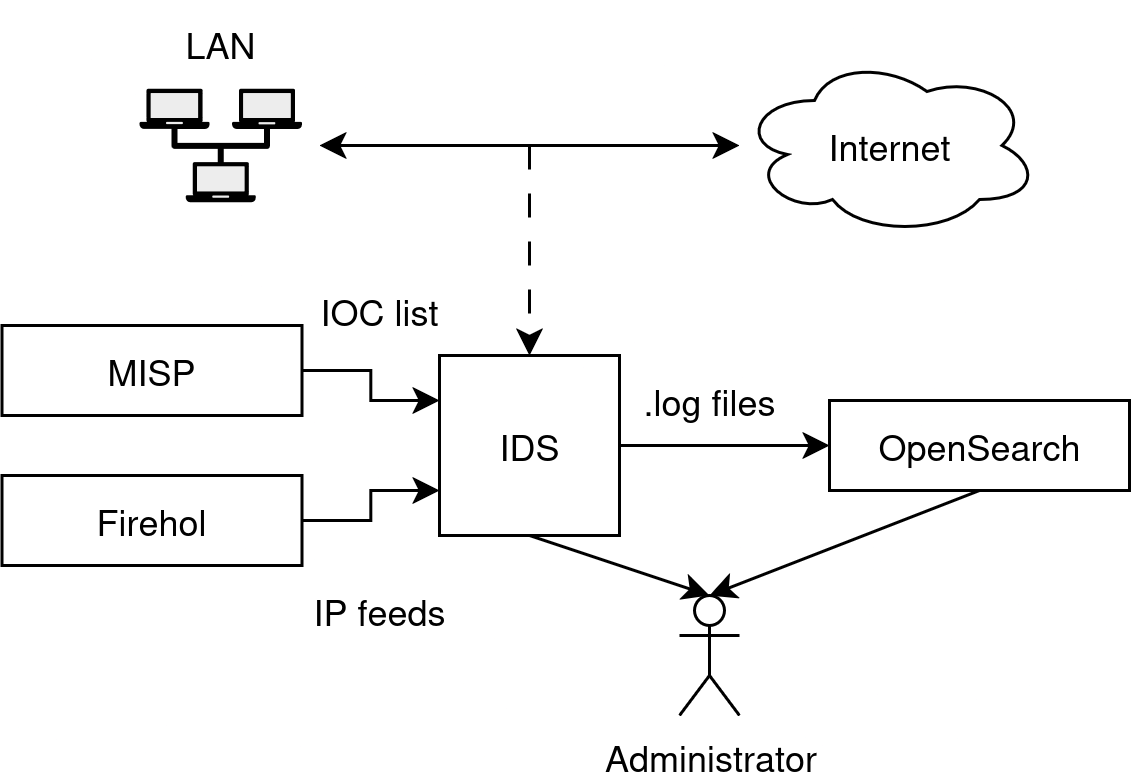 LAN
Internet
IOC list
MISP
.log files
IDS
OpenSearch
Firehol
IP feeds
Administrator